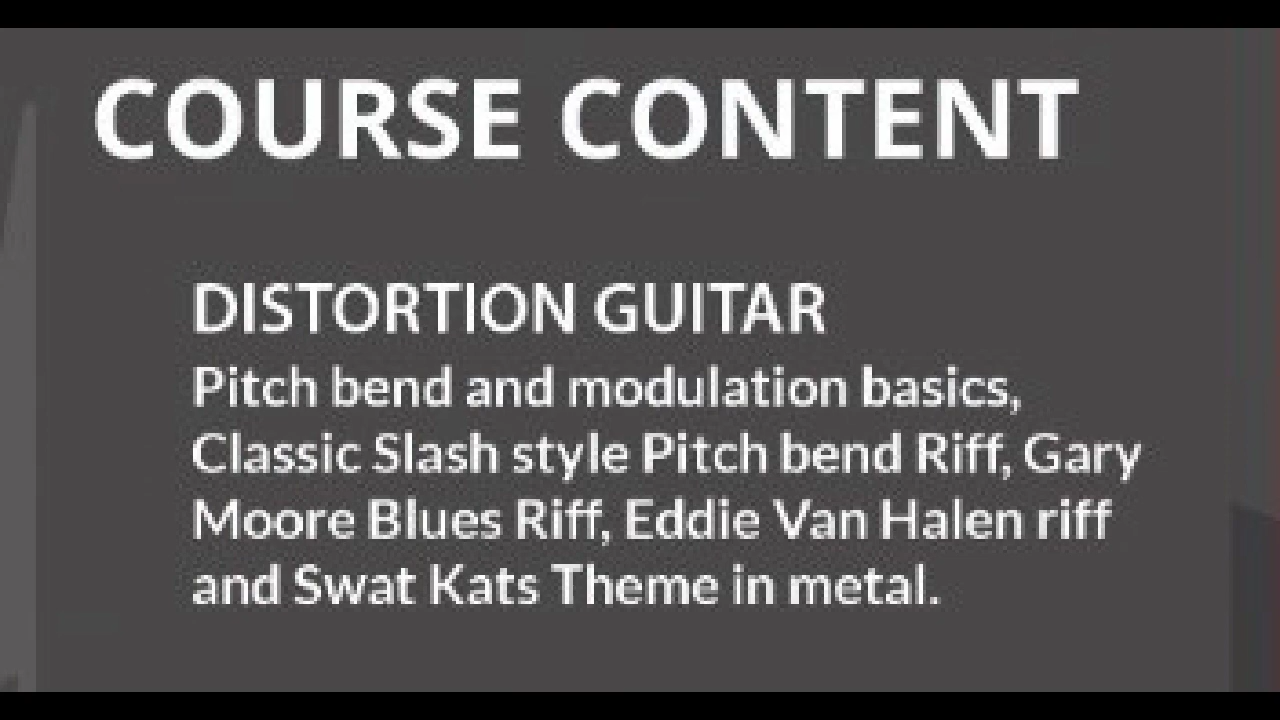 COURSE CONTENT
DISTORTION GUITAR
Pitch bend and modulation basics,
Classic Slash style Pitch bend Riff, Gary
Moore Blues Riff, Eddie Van Halen riff
and Swat Kats Theme in metal.